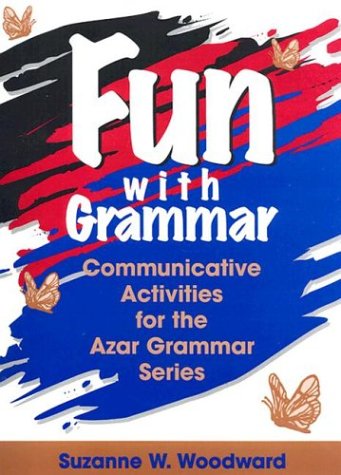 Fun
with
Grammar
Communicative
Activities
for the
Azar Grammar
Series
Suzanne W. Woodward